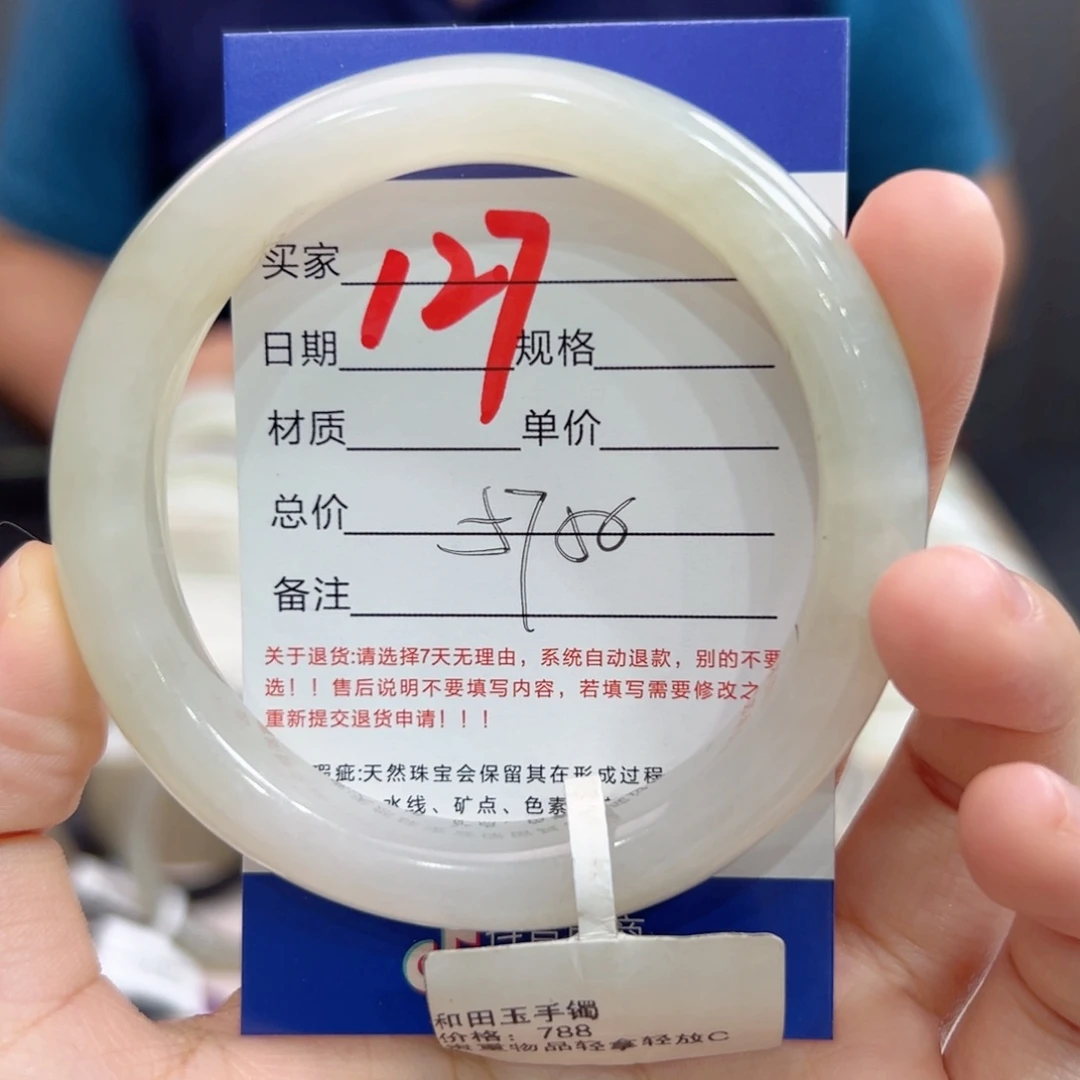 买家
127
日期 规格
材质 单价
总价
备注
关于退货:请选择7天无理由，系统自动退款，别的不要
选！！售后说明不要填写内容，若填写需要修改之
重新提交退货申请！！！
瑕疵:天然珠宝会保留其在形成过程
水线、矿点、色素
和田玉手镯
价格: 788
贵重物品轻拿轻放C